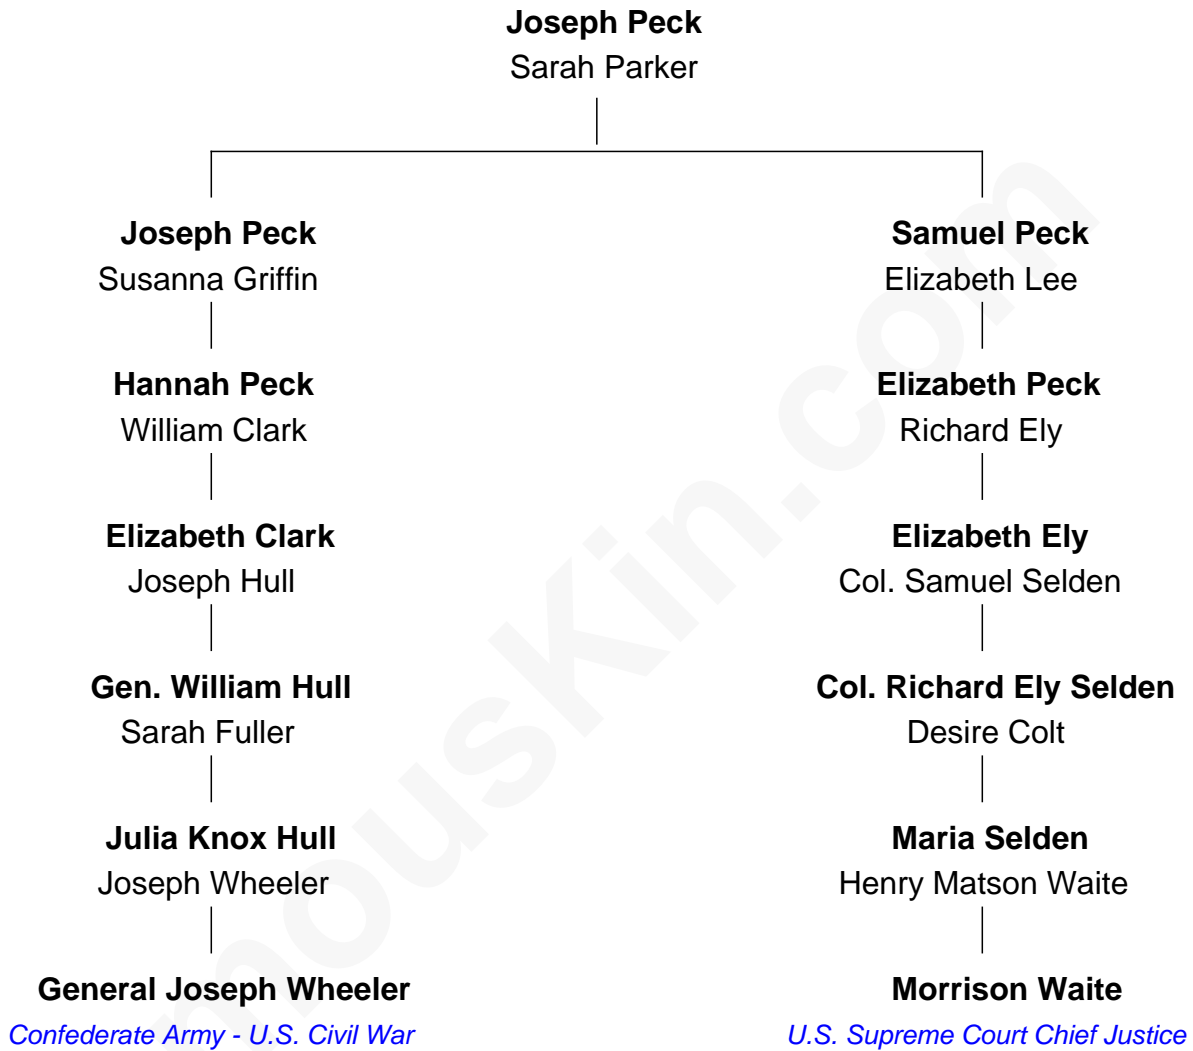 Joseph Peck
Sarah Parker
Joseph Peck
Susanna Griffin
Samuel Peck
Elizabeth Lee
Hannah Peck
William Clark
Elizabeth Peck
Richard Ely
Elizabeth Clark
Joseph Hull
Elizabeth Ely
Col. Samuel Selden
Gen. William Hull
Sarah Fuller
Col. Richard Ely Selden
Desire Colt
Julia Knox Hull
Joseph Wheeler
Maria Selden
Henry Matson Waite
General Joseph Wheeler
Confederate Army - U.S. Civil War
Morrison Waite
U.S. Supreme Court Chief Justice
mousKin.com